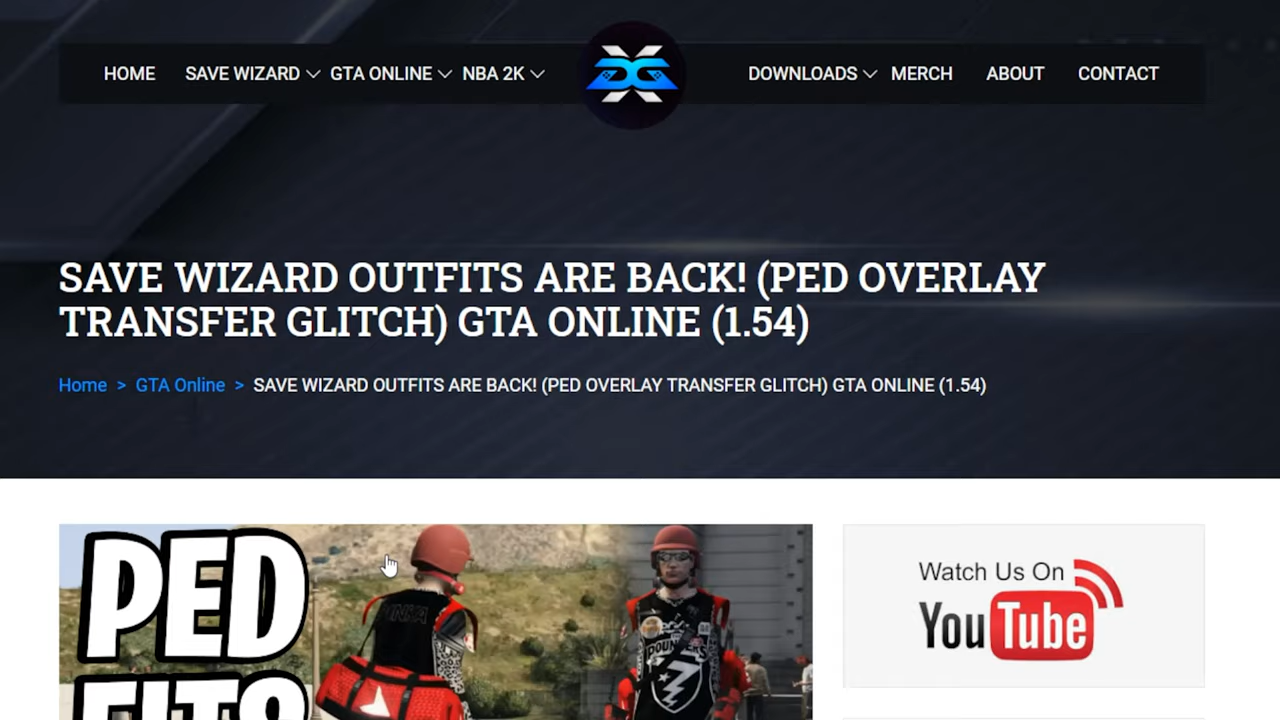 HOME SAVE WIZARD GTA ONLINE NBA 2K DOWNLOADS MERCH ABOUT CONTACT
SAVE WIZARD OUTFITS ARE BACK! (PED OVERLAY
TRANSFER GLITCH) GTA ONLINE (1.54)
Home > GTA Online > SAVE WIZARD OUTFITS ARE BACK! (PED OVERLAY TRANSFER GLITCH) GTA ONLINE (1.54)
PED
FITS
Watch Us On
YouTube